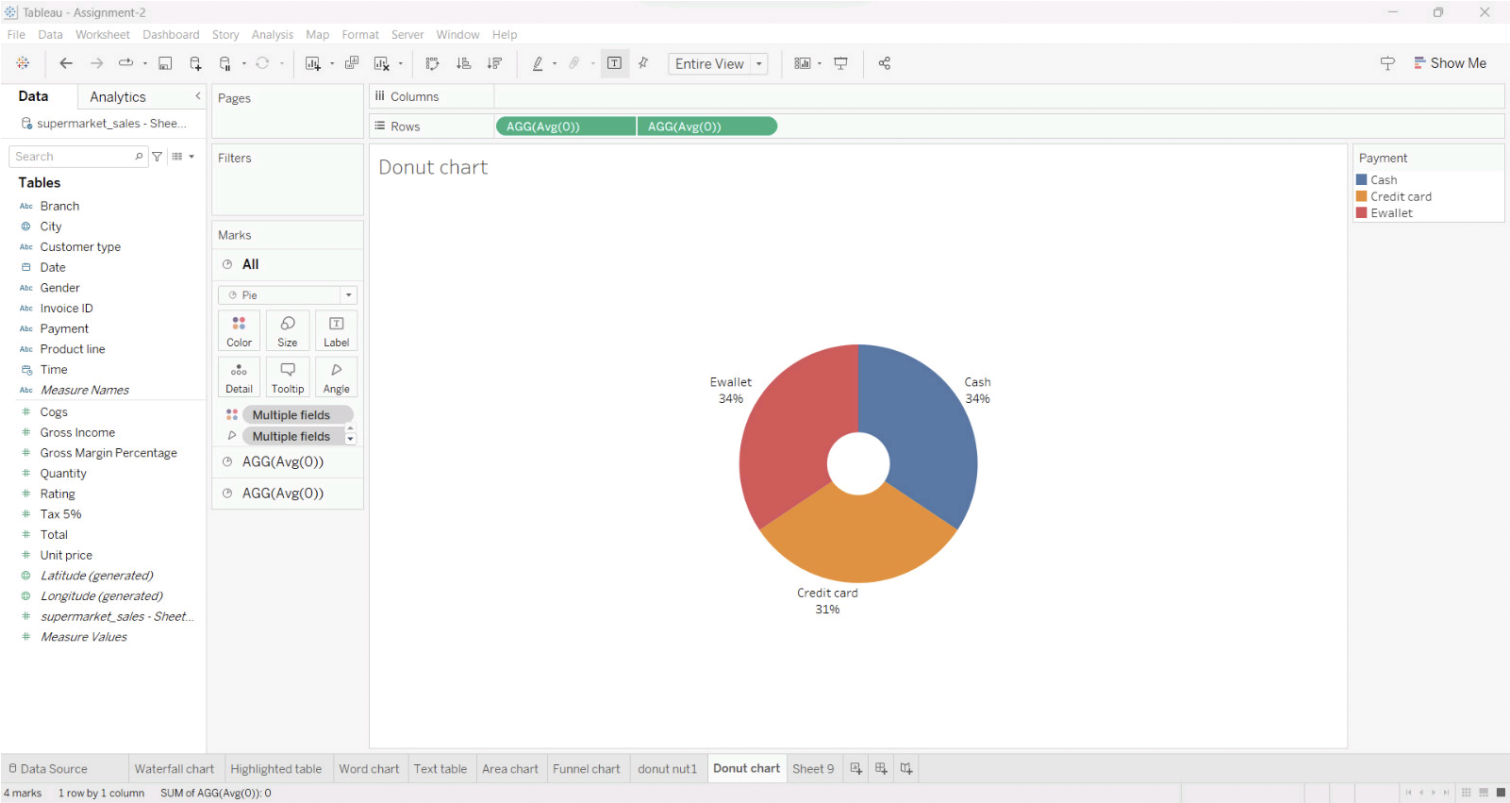 Tableau - Assignment-2
File Data Worksheet Dashboard Story Analysis Map Format Server Window Help
Entire View
Show Me
Data Analytics
supermarket_sales - Shee...
Search
Tables
Abc Branch
City
Abc Customer type
Date
Abc Gender
Abc Invoice ID
Abc Payment
Abc Product line
Time
Abc Measure Names
# Cogs
# Gross Income
# Gross Margin Percentage
# Quantity
# Rating
# Tax 5%
# Total
# Unit price
Latitude (generated)
Longitude (generated)
# supermarket_sales - Sheet...
# Measure Values
Pages
Filters
Marks
All
Pie
Color Size Label
Detail Tooltip Angle
Multiple fields
Multiple fields
AGG(Avg(0))
AGG(Avg(0))
Columns
Rows AGG(Avg(0)) AGG(Avg(0))
Donut chart
Ewallet
34%
Cash
34%
Credit card
31%
Payment
Cash
Credit card
Ewallet
Data Source Waterfall chart Highlighted table Word chart Text table Area chart Funnel chart donut nut1 Donut chart Sheet 9
4 marks 1 row by 1 column SUM of AGG(Avg(0)): 0